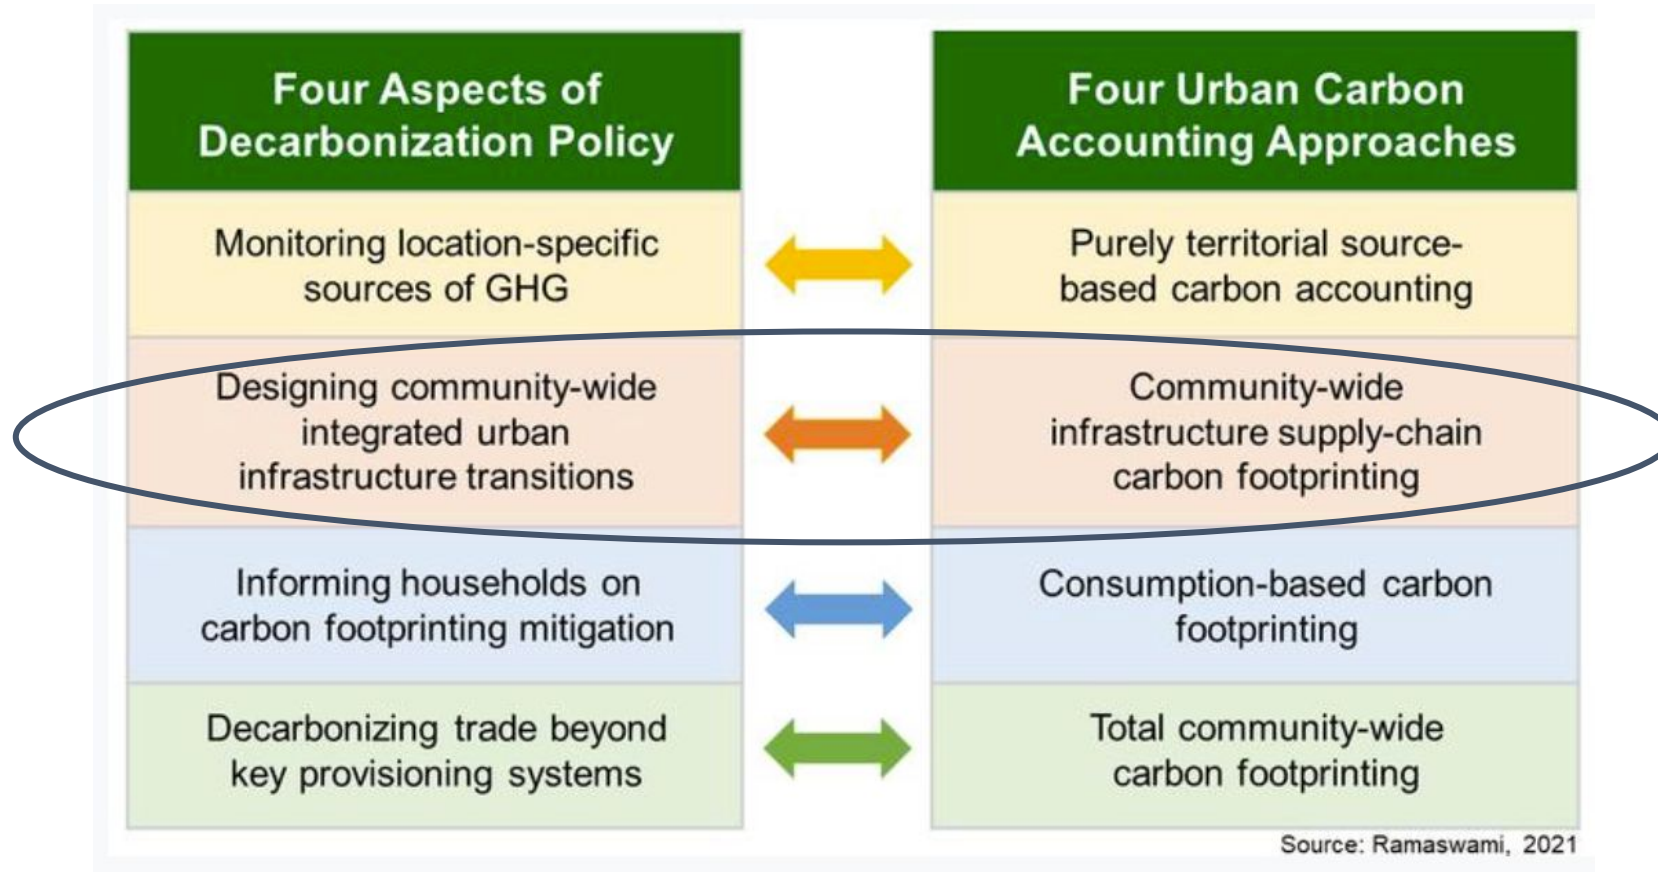 Four Aspects of
Decarbonization Policy
Four Urban Carbon
Accounting Approaches
Monitoring location-specific
sources of GHG
Purely territorial source-
based carbon accounting
Designing community-wide
integrated urban
infrastructure transitions
Community-wide
infrastructure supply-chain
carbon footprinting
Informing households on
carbon footprinting mitigation
Consumption-based carbon
footprinting
Decarbonizing trade beyond
key provisioning systems
Total community-wide
carbon footprinting
Source: Ramaswami, 2021